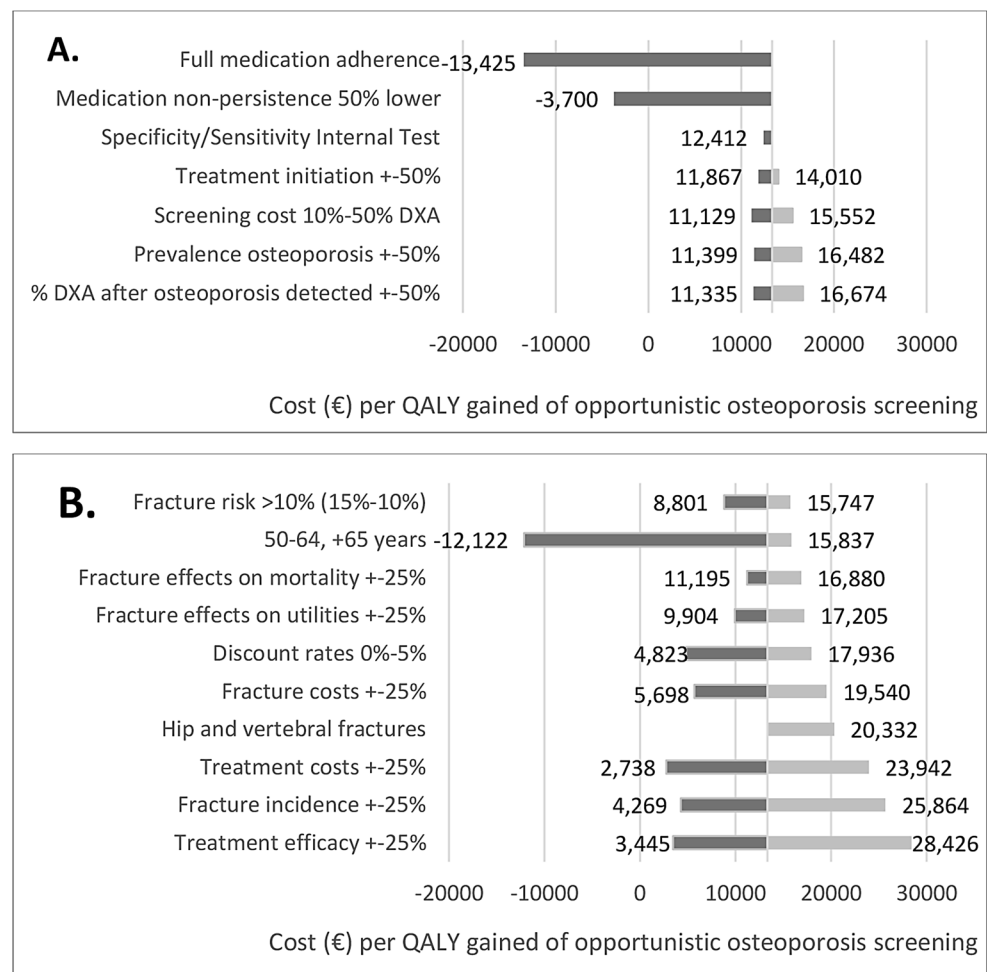 A.
Full medication adherence -13,425
Medication non-persistence 50% lower -3,700
Specificity/Sensitivity Internal Test 12,412
Treatment initiation +-50% 11,867 14,010
Screening cost 10%-50% DXA 11,129 15,552
Prevalence osteoporosis +-50% 11,399 16,482
% DXA after osteoporosis detected +-50% 11,335 16,674
-20000 -10000 0 10000 20000 30000
Cost (€) per QALY gained of opportunistic osteoporosis screening
B.
Fracture risk >10% (15%-10%) 8,801 15,747
50-64, +65 years -12,122 15,837
Fracture effects on mortality +-25% 11,195 16,880
Fracture effects on utilities +-25% 9,904 17,205
Discount rates 0%-5% 4,823 17,936
Fracture costs +-25% 5,698 19,540
Hip and vertebral fractures 20,332
Treatment costs +-25% 2,738 23,942
Fracture incidence +-25% 4,269 25,864
Treatment efficacy +-25% 3,445 28,426
-20000 -10000 0 10000 20000 30000
Cost (€) per QALY gained of opportunistic osteoporosis screening